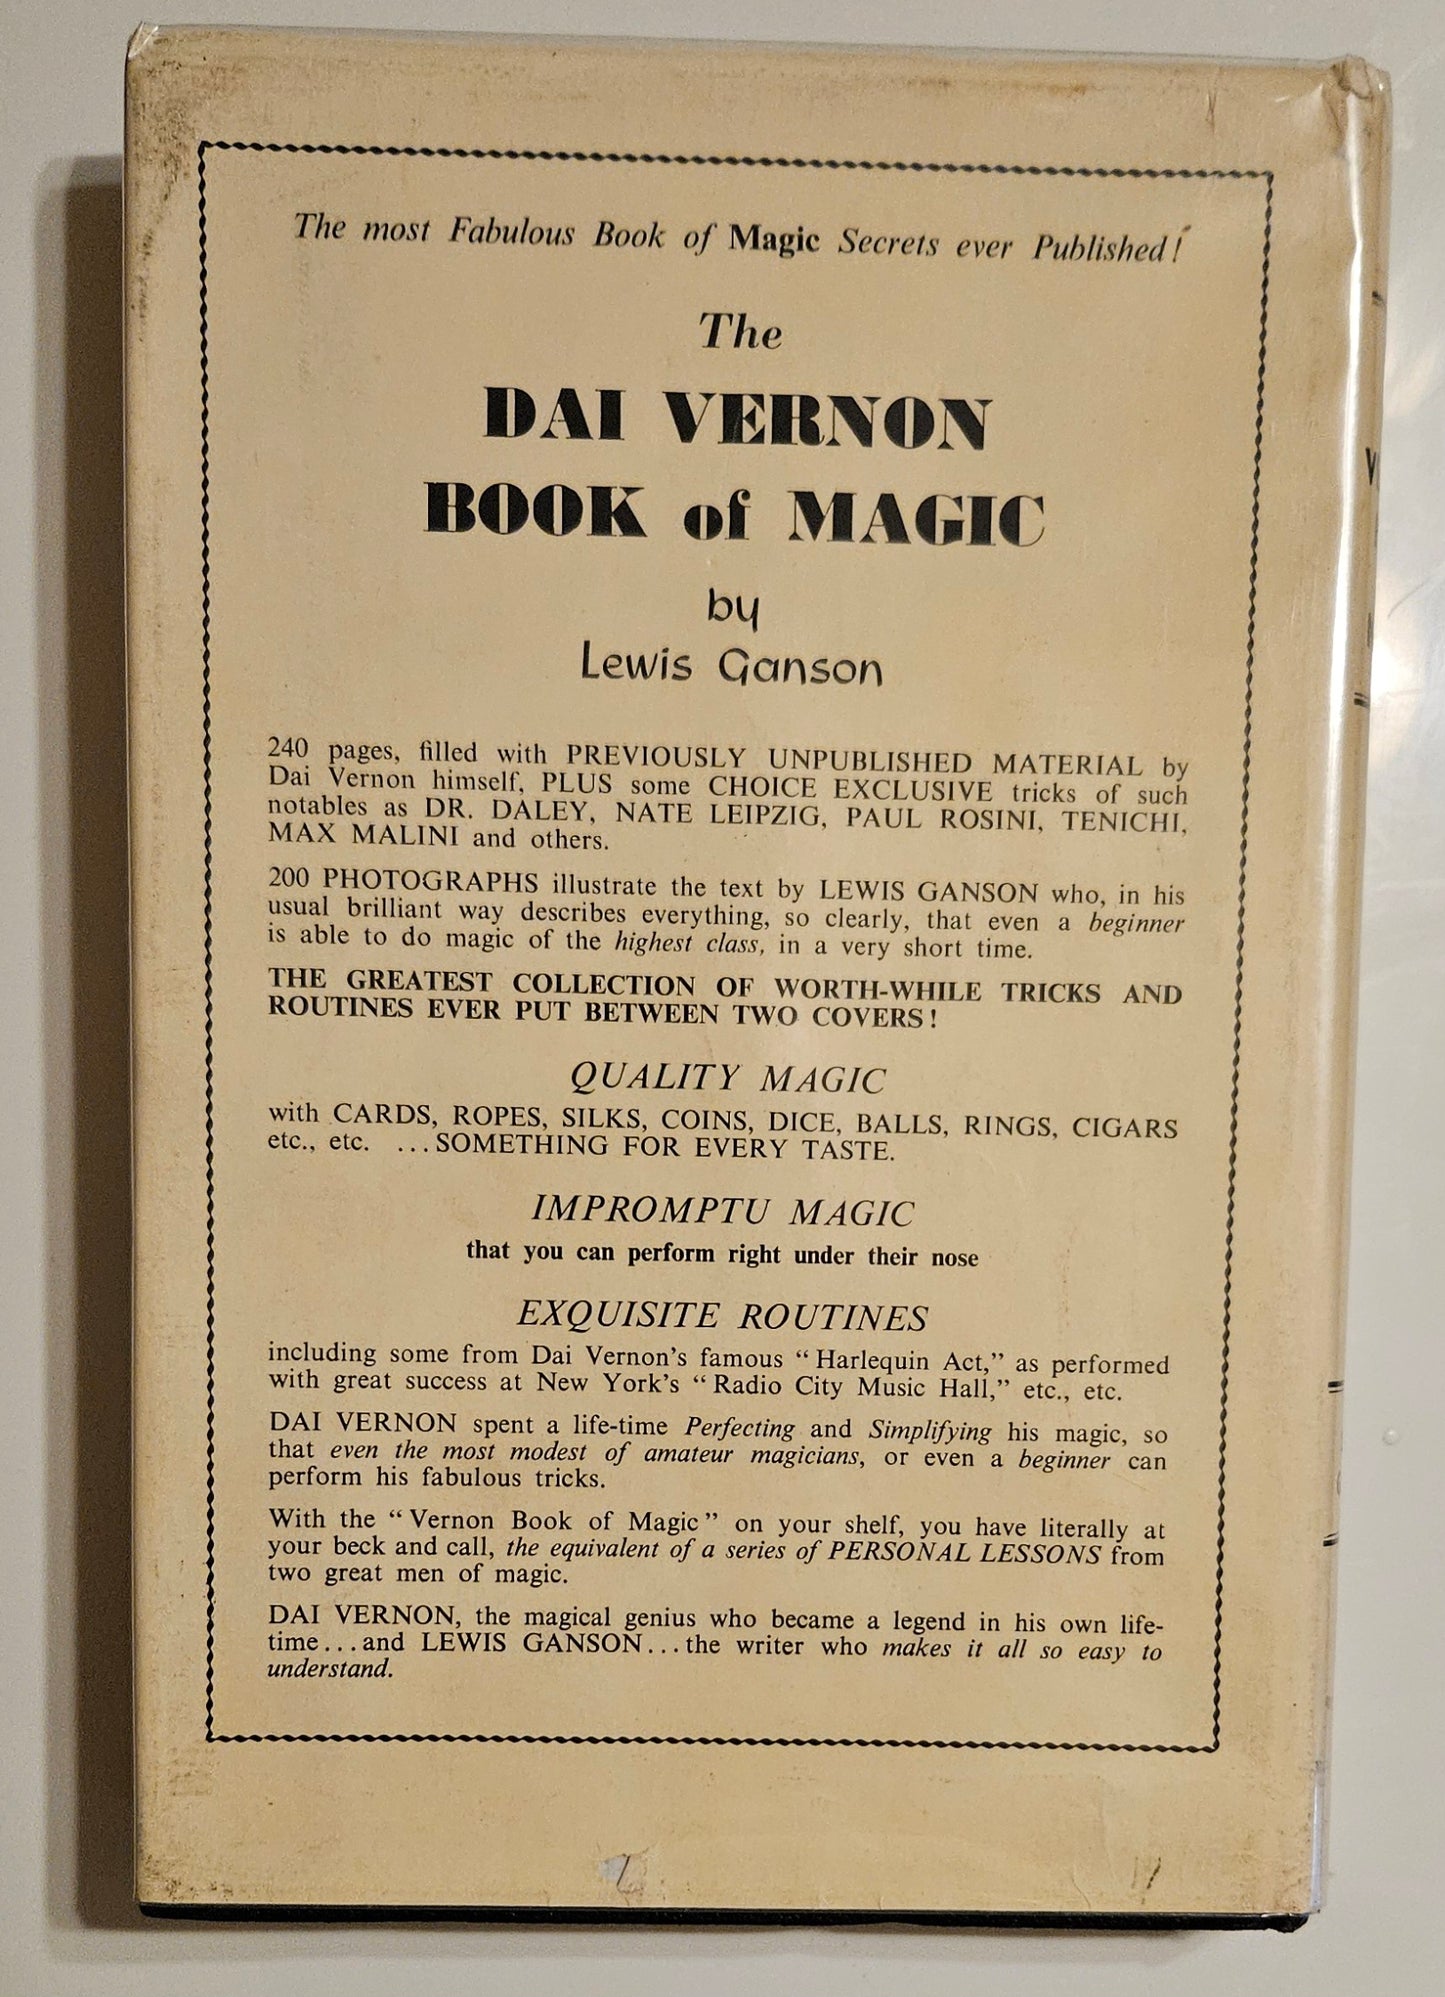 The most Fabulous Book of Magic Secrets ever Published!
The
DAI VERNON
BOOK of MAGIC
by
Lewis Ganson
240 pages, filled with PREVIOUSLY UNPUBLISHED MATERIAL by
Dai Vernon himself, PLUS some CHOICE EXCLUSIVE tricks of such
notables as DR. DALEY, NATE LEIPZIG, PAUL ROSINI, TENICHI,
MAX MALINI and others.
200 PHOTOGRAPHS illustrate the text by LEWIS GANSON who, in his
usual brilliant way describes everything, so clearly, that even a beginner
is able to do magic of the highest class, in a very short time.
THE GREATEST COLLECTION OF WORTH-WHILE TRICKS AND
ROUTINES EVER PUT BETWEEN TWO COVERS!
QUALITY MAGIC
with CARDS, ROPES, SILKS, COINS, DICE, BALLS, RINGS, CIGARS
etc., etc. ...SOMETHING FOR EVERY TASTE.
IMPROMPTU MAGIC
that you can perform right under their nose
EXQUISITE ROUTINES
including some from Dai Vernon's famous "Harlequin Act," as performed
with great success at New York's "Radio City Music Hall," etc., etc.
DAI VERNON spent a life-time Perfecting and Simplifying his magic, so
that even the most modest of amateur magicians, or even a beginner can
perform his fabulous tricks.
With the "Vernon Book of Magic" on your shelf, you have literally at
your beck and call, the equivalent of a series of PERSONAL LESSONS from
two great men of magic.
DAI VERNON, the magical genius who became a legend in his own life-
time...and LEWIS GANSON...the writer who makes it all so easy to
understand.